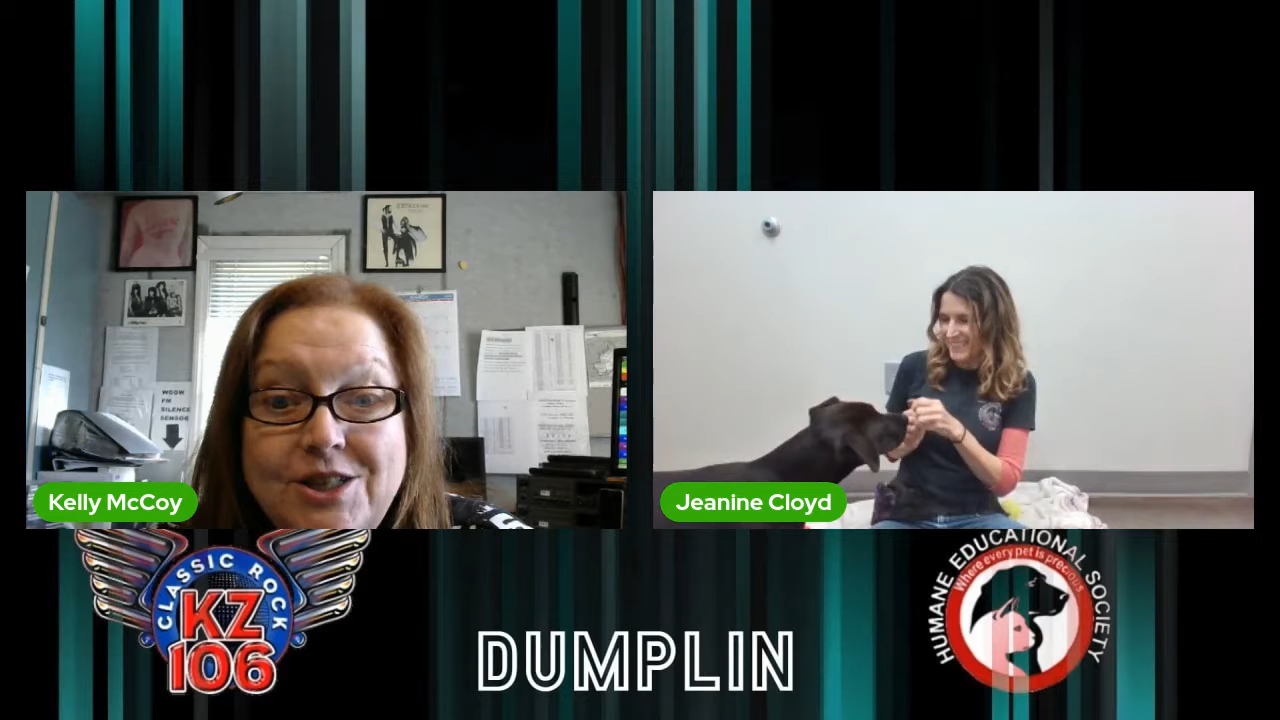 WGOW
FM
SILENCE
SENSOR
Kelly McCoy
Jeanine Cloyd
CLASSIC ROCK
KZ
106
DUMPLIN
HUMANE EDUCATIONAL SOCIETY
Where every pet is precious